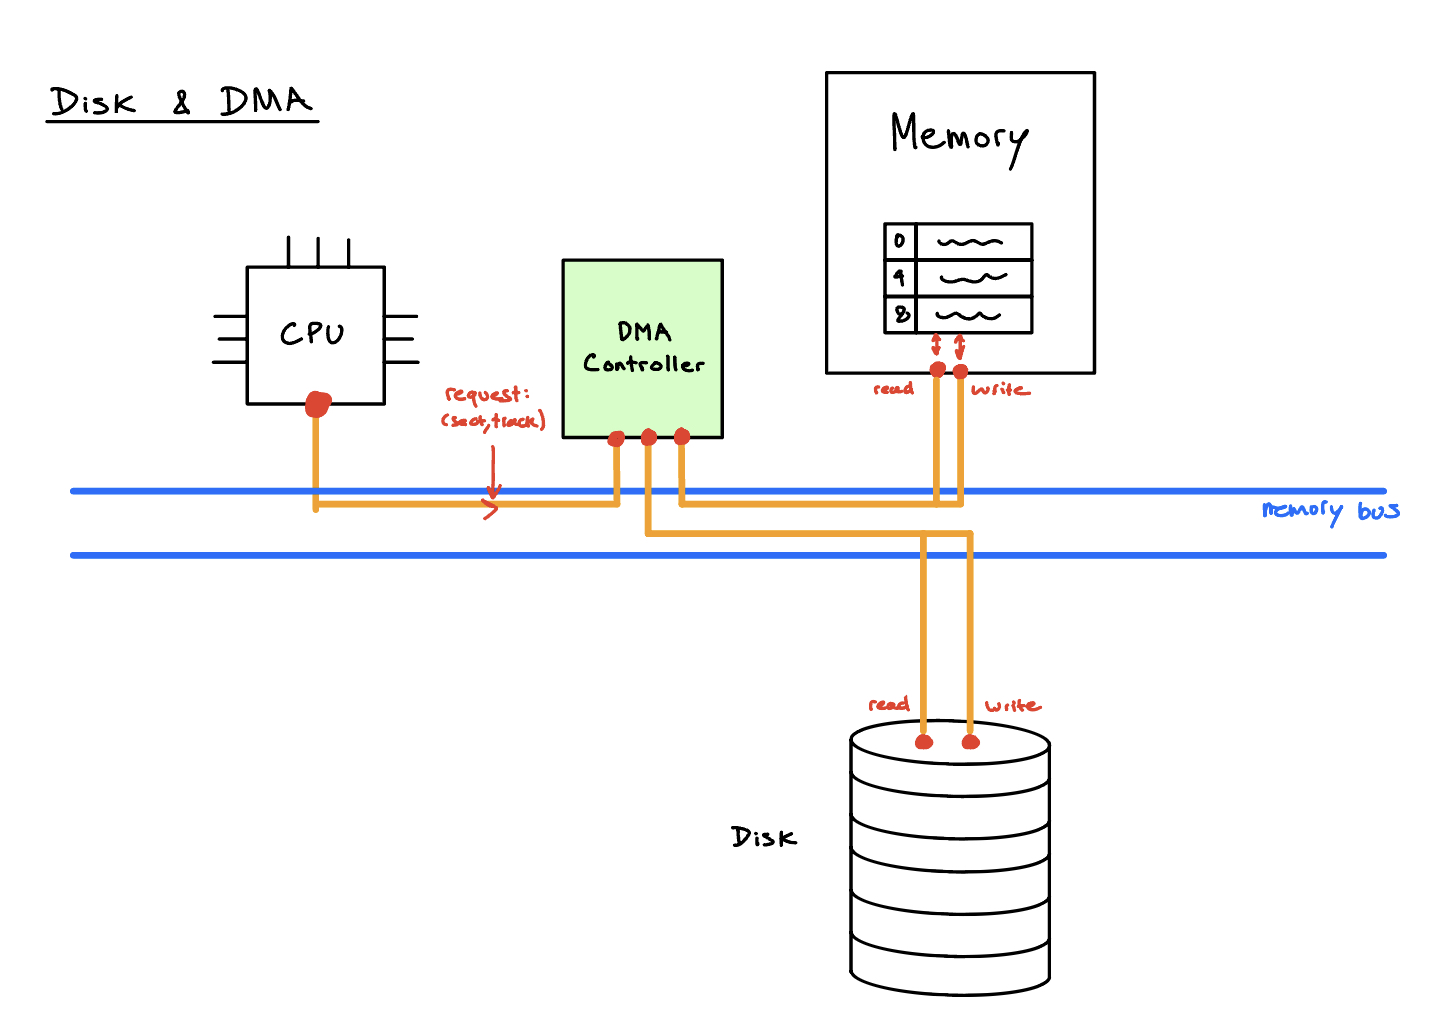 Disk & DMA
Memory
0
4
8
CPU
DMA
Controller
request:
(sect, track)
read
write
memory bus
read
write
Disk